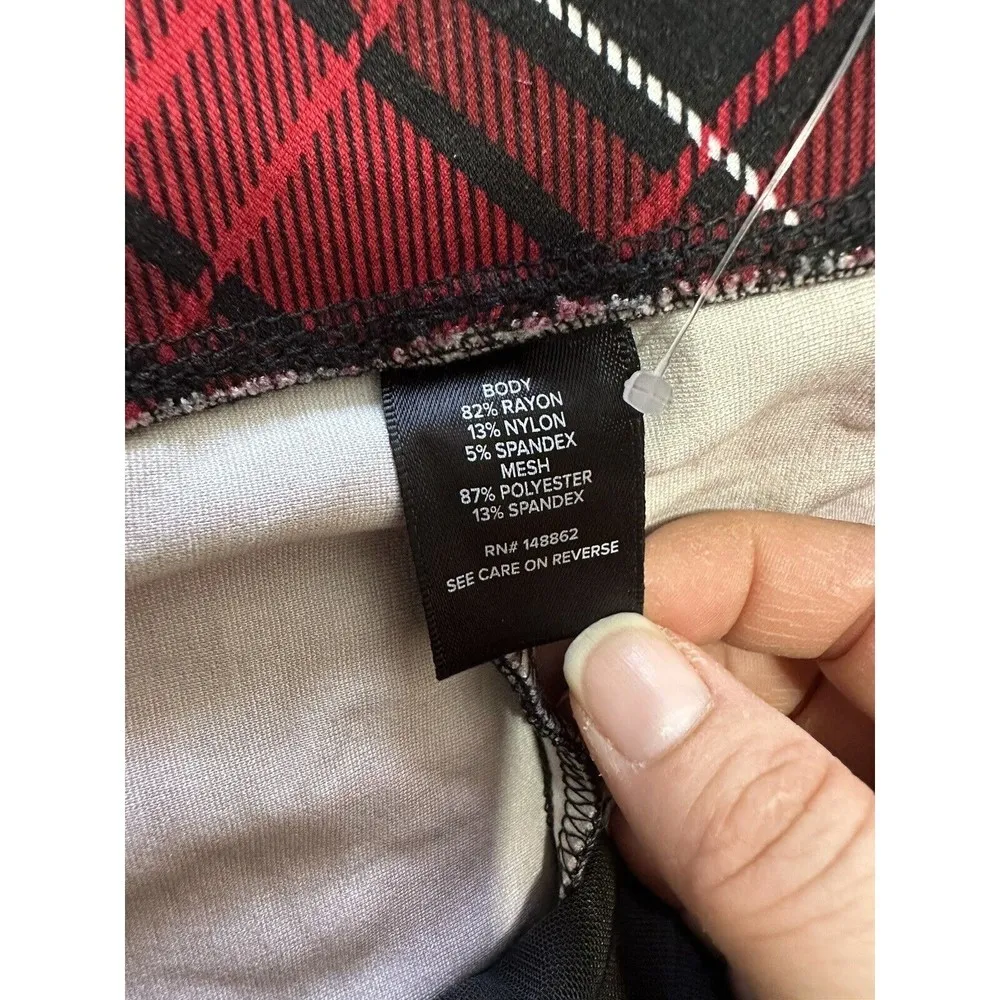 BODY
82% RAYON
13% NYLON
5% SPANDEX
MESH
87% POLYESTER
13% SPANDEX
RN# 148862
SEE CARE ON REVERSE